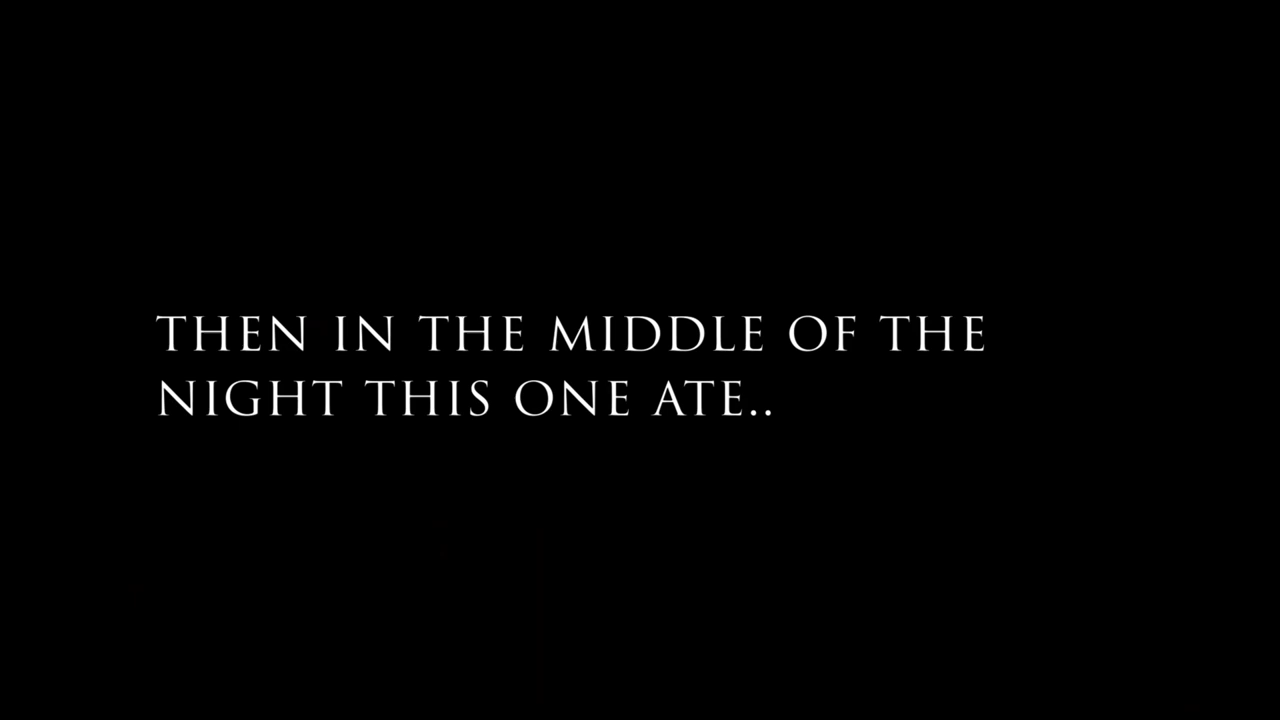 THEN IN THE MIDDLE OF THE
NIGHT THIS ONE ATE..